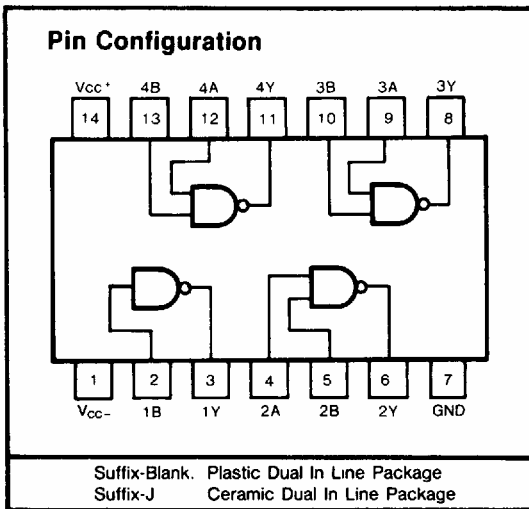 Pin Configuration
Vcc+ 4B 4A 4Y 3B 3A 3Y
14 13 12 11 10 9 8
1 2 3 4 5 6 7
Vcc- 1B 1Y 2A 2B 2Y GND
Suffix-Blank. Plastic Dual In Line Package
Suffix-J Ceramic Dual In Line Package